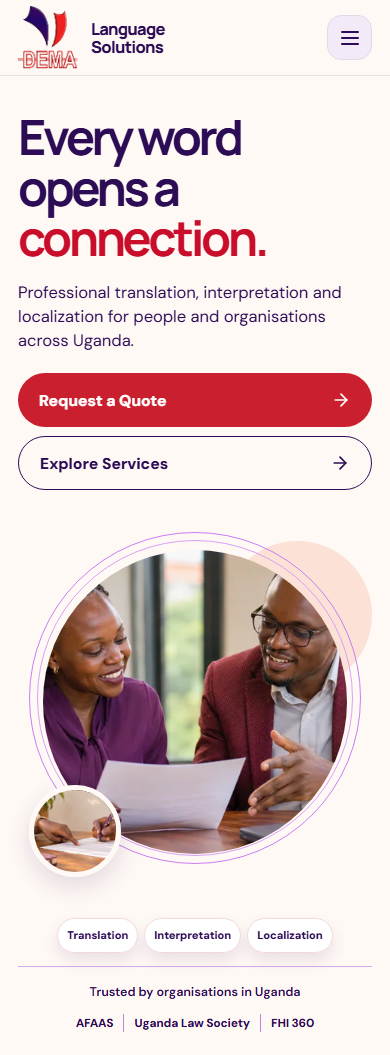 DEMA
Language
Solutions
Every word
opens a
connection.
Professional translation, interpretation and
localization for people and organisations
across Uganda.
Request a Quote
Explore Services
Translation
Interpretation
Localization
Trusted by organisations in Uganda
AFAAS
Uganda Law Society
FHI 360